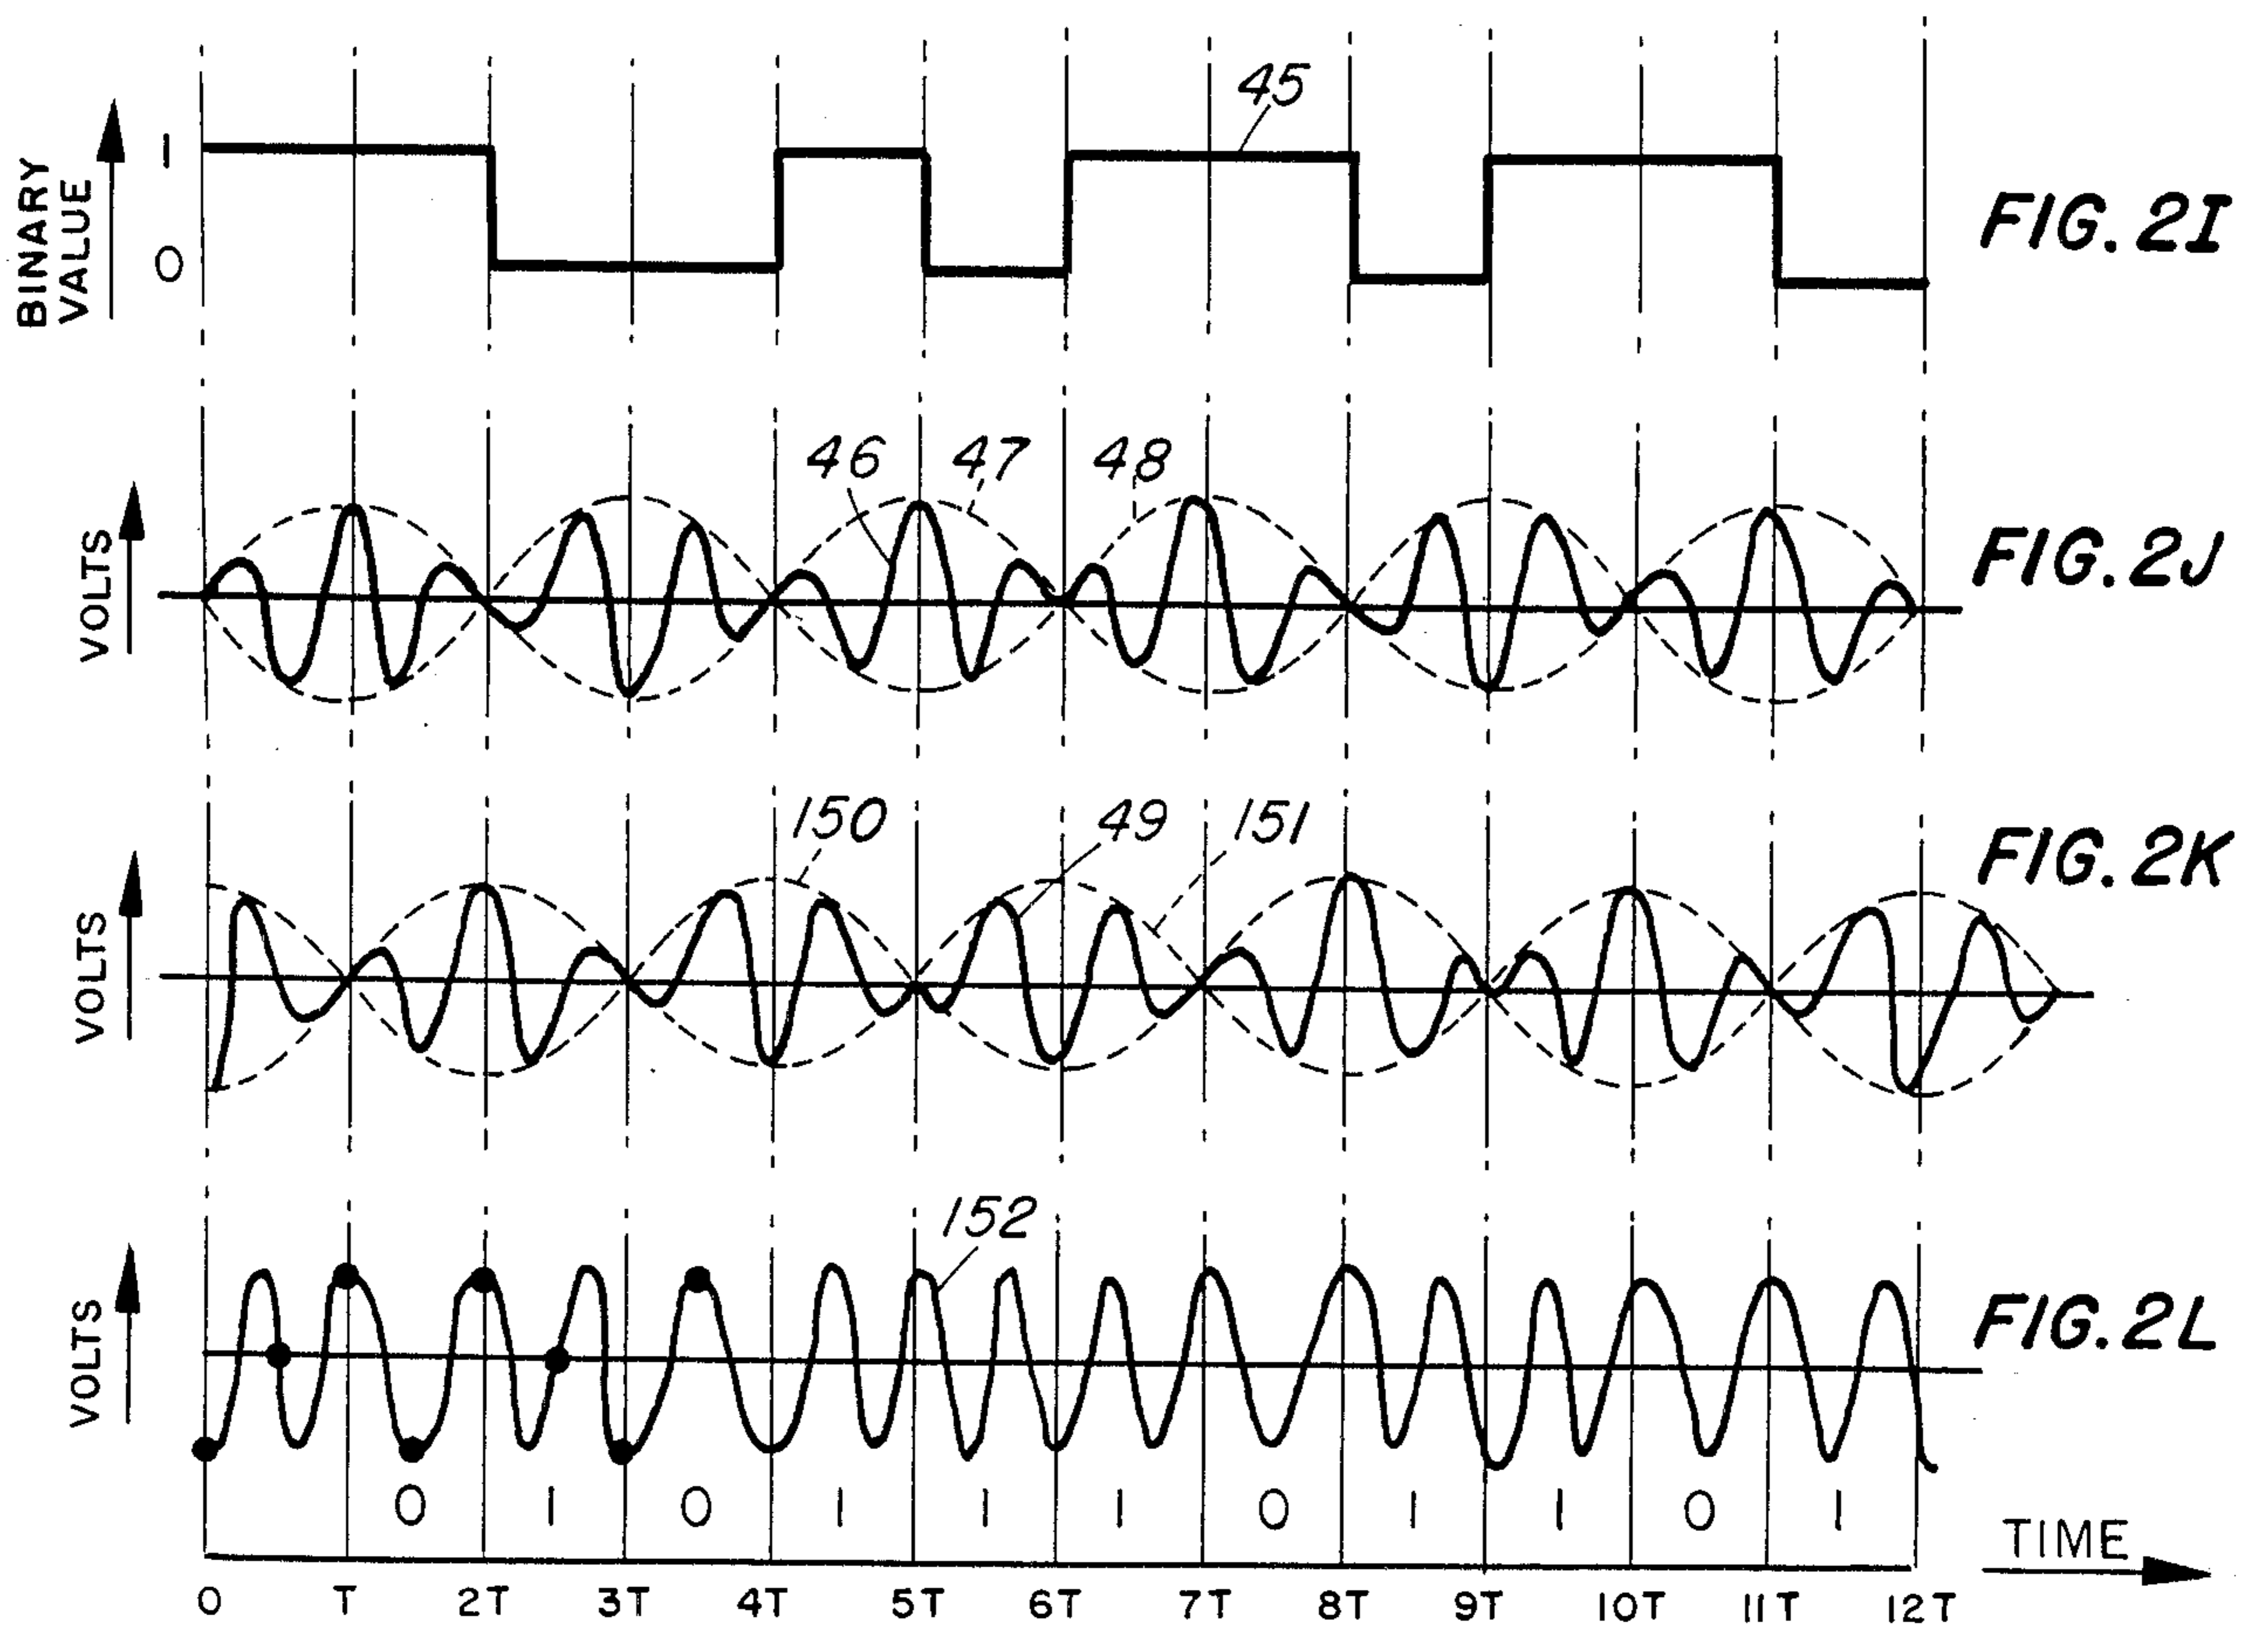 45
BINARY
VALUE
1
0
FIG.2I
46
47
48
VOLTS
FIG.2J
150
49
151
VOLTS
FIG.2K
152
VOLTS
FIG.2L
0 1 0 1 1 1 0 1 1 0 1
TIME
0 T 2T 3T 4T 5T 6T 7T 8T 9T 10T 11T 12T